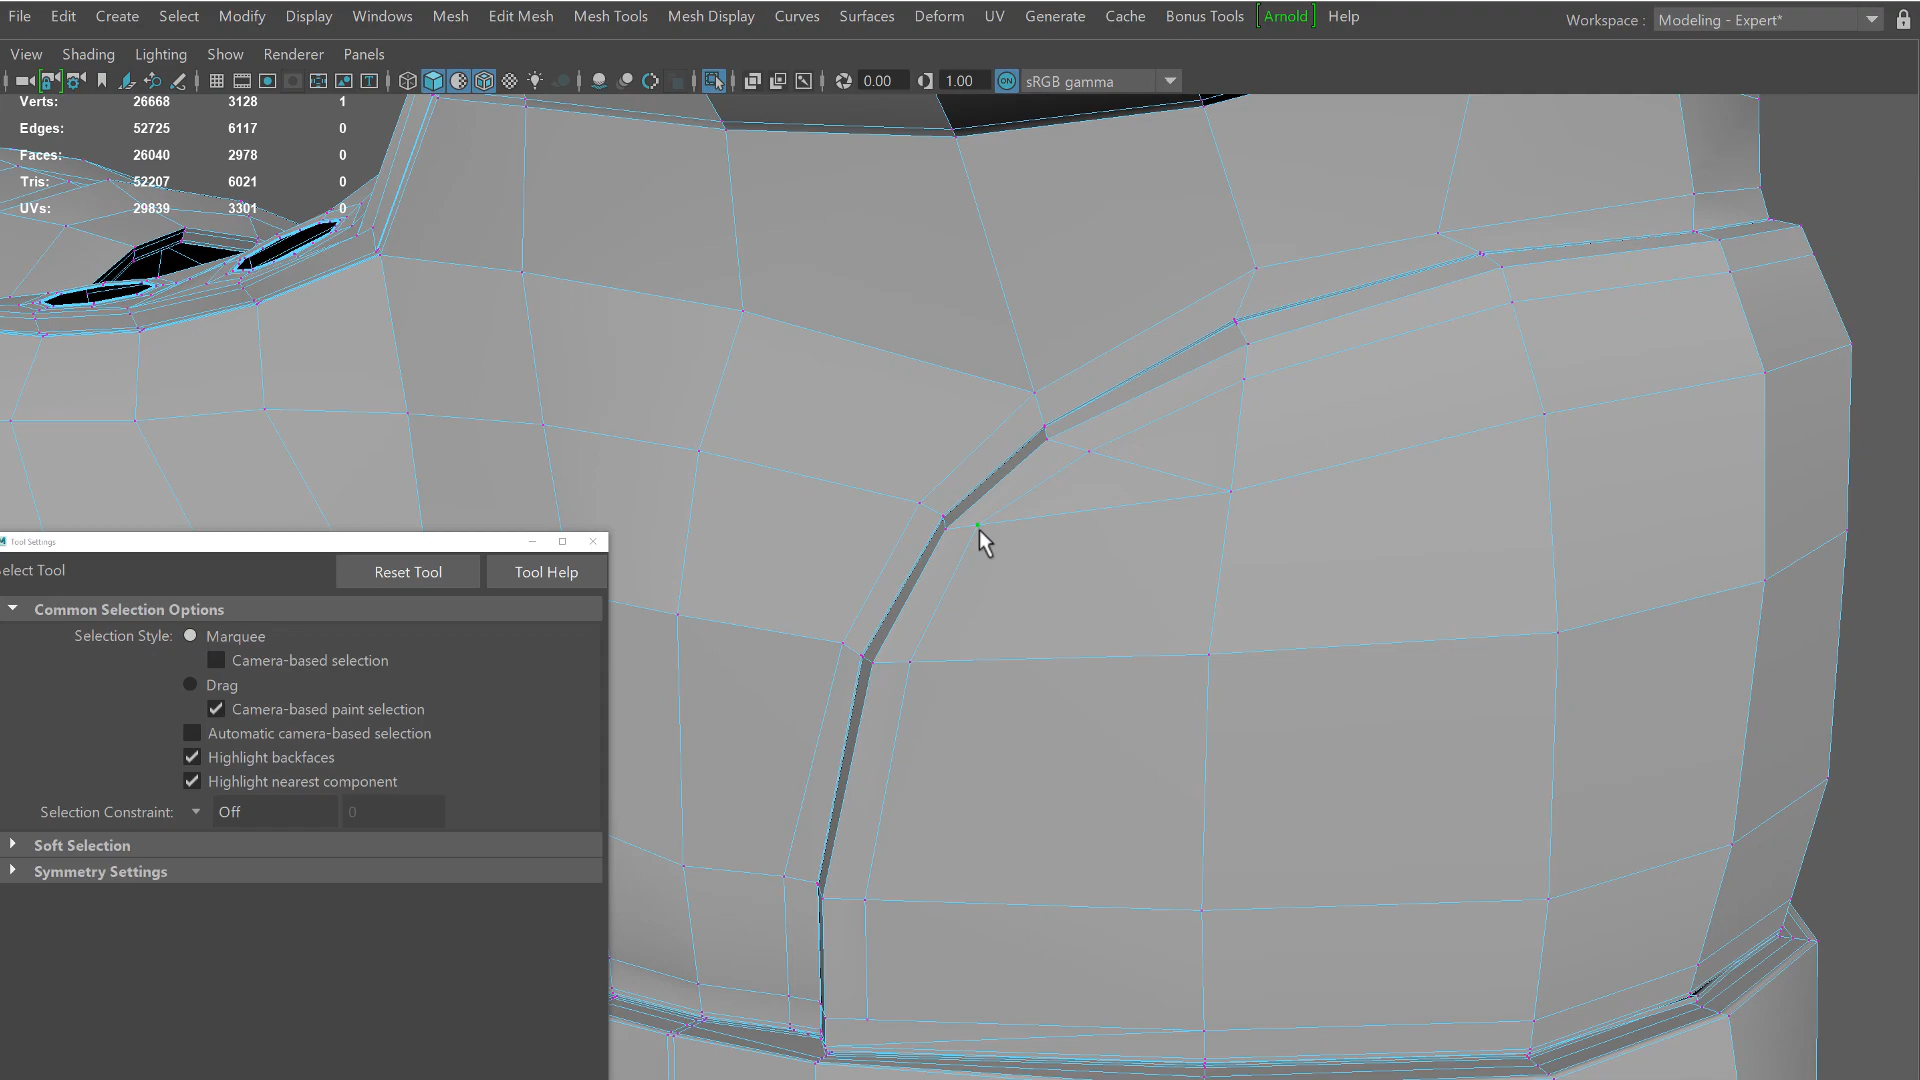 File Edit Create Select Modify Display Windows Mesh Edit Mesh Mesh Tools Mesh Display Curves Surfaces Deform UV Generate Cache Bonus Tools Arnold Help Workspace : Modeling - Expert*
View Shading Lighting Show Renderer Panels
0.00 1.00 ON sRGB gamma
Verts: 26668 3128 1
Edges: 52725 6117 0
Faces: 26040 2978 0
Tris: 52207 6021 0
UVs: 29839 3301 0
Tool Settings
elect Tool Reset Tool Tool Help
Common Selection Options
Selection Style: Marquee
Camera-based selection
Drag
Camera-based paint selection
Automatic camera-based selection
Highlight backfaces
Highlight nearest component
Selection Constraint: Off 0
Soft Selection
Symmetry Settings